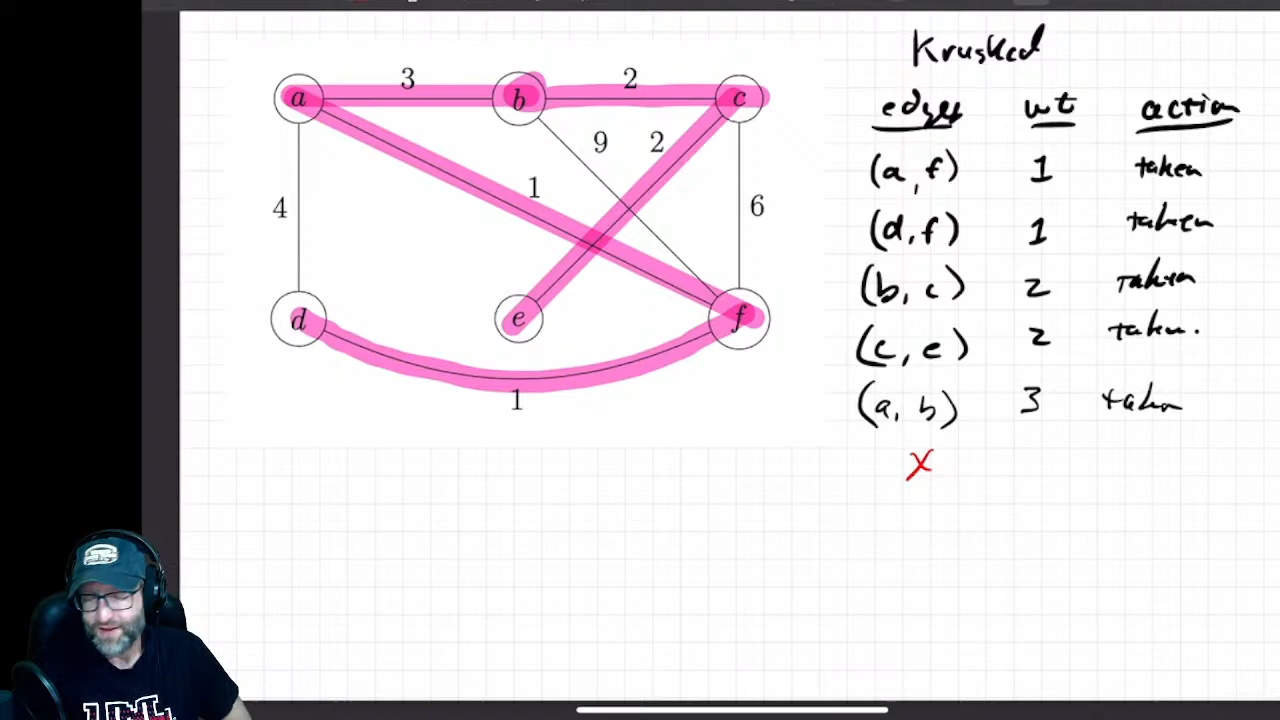 Kruskal
edges wt action
(a, f) 1 taken
(d, f) 1 taken
(b, c) 2 taken
(c, e) 2 taken.
(a, b) 3 taken
X
a 3 b 2 c
9 2
1
4 6
d e f
1